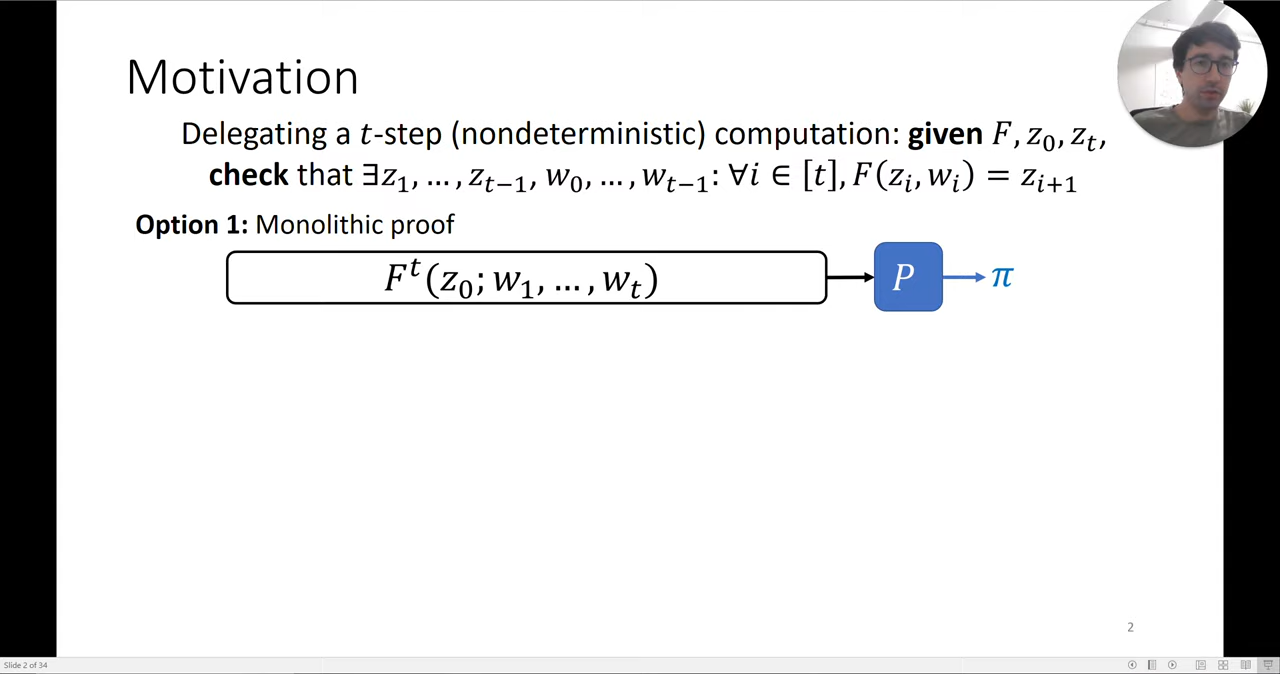 Motivation
Delegating a t-step (nondeterministic) computation: given F, z₀, zₜ,
check that ∃z₁, …, zₜ₋₁, w₀, …, wₜ₋₁: ∀i ∈ [t], F(zᵢ, wᵢ) = zᵢ₊₁
Option 1: Monolithic proof
Fᵗ(z₀; w₁, … , wₜ)
P
π
2
Slide 2 of 34